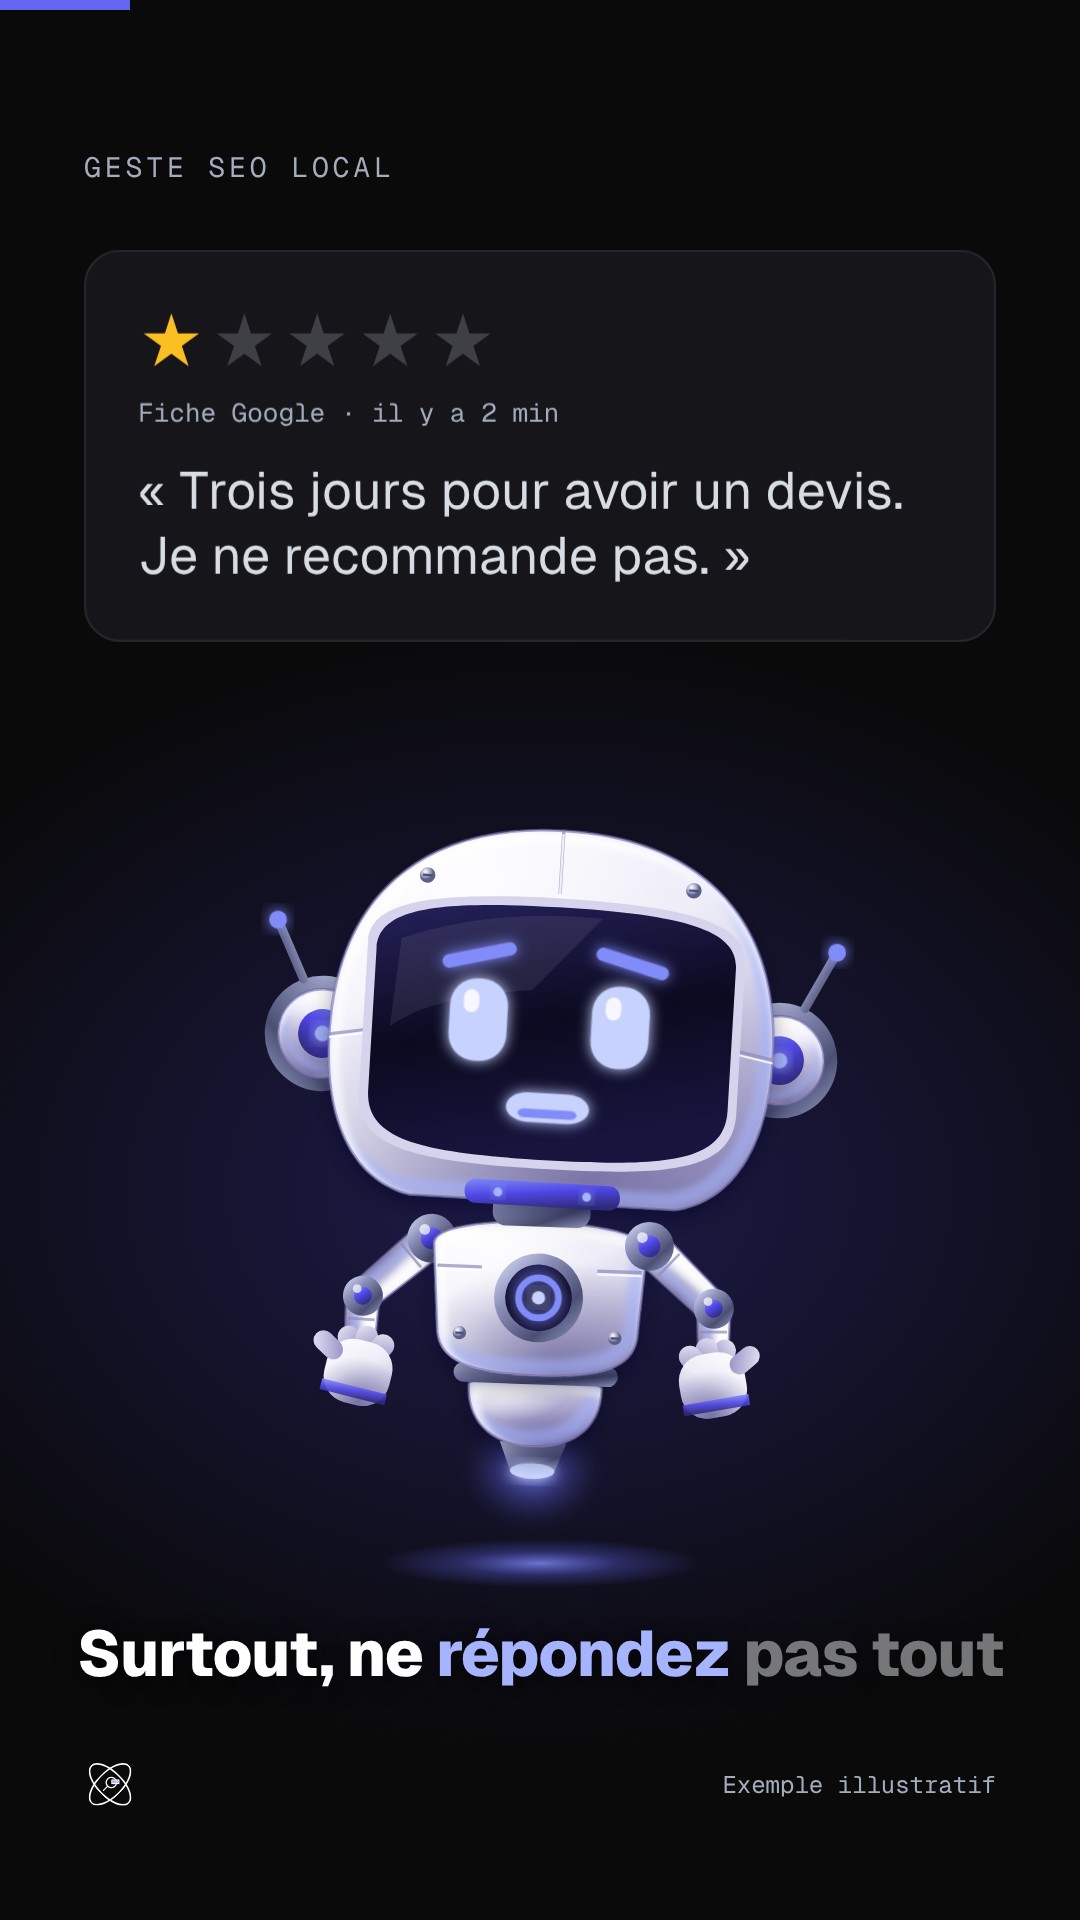 GESTE SEO LOCAL
Fiche Google · il y a 2 min
« Trois jours pour avoir un devis.
Je ne recommande pas. »
Surtout, ne répondez pas tout
Exemple illustratif